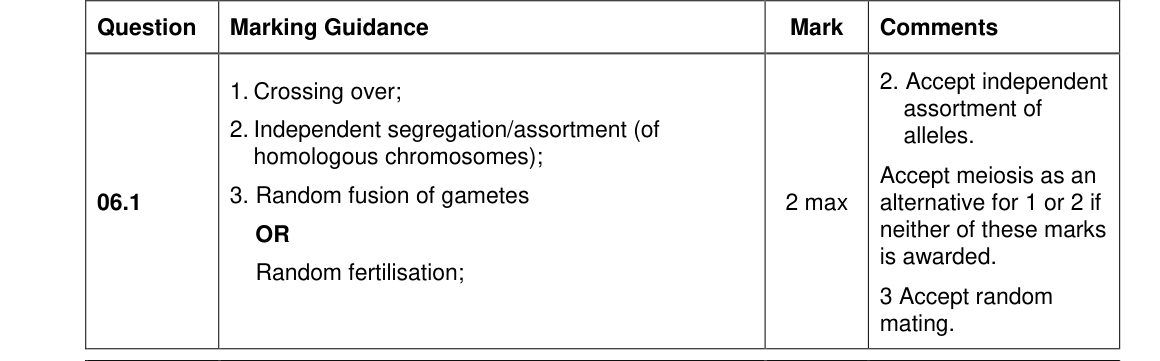 Question Marking Guidance Mark Comments
06.1
1. Crossing over;
2. Independent segregation/assortment (of
homologous chromosomes);
3. Random fusion of gametes
OR
Random fertilisation;
2 max
2. Accept independent
assortment of
alleles.
Accept meiosis as an
alternative for 1 or 2 if
neither of these marks
is awarded.
3 Accept random
mating.